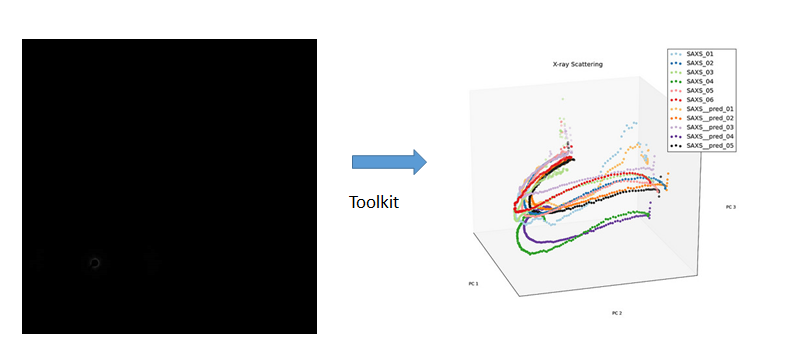 Toolkit
X-ray Scattering
SAXS_01
SAXS_02
SAXS_03
SAXS_04
SAXS_05
SAXS_06
SAXS__pred_01
SAXS__pred_02
SAXS__pred_03
SAXS__pred_04
SAXS__pred_05
PC 3
PC 1
PC 2